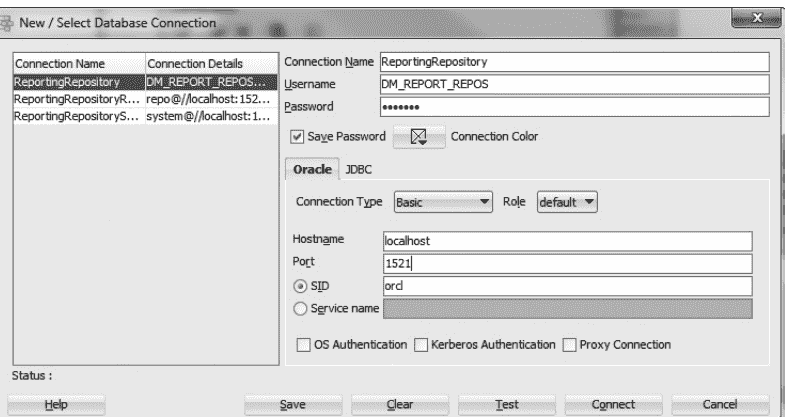 New / Select Database Connection
Connection Name Connection Details
ReportingRepository DM_REPORT_REPOS...
ReportingRepositoryR... repo@//localhost:152...
ReportingRepositoryS... system@//localhost:1...
Connection Name ReportingRepository
Username DM_REPORT_REPOS
Password •••••••
Save Password Connection Color
Oracle JDBC
Connection Type Basic Role default
Hostname localhost
Port 1521
SID orcl
Service name
OS Authentication Kerberos Authentication Proxy Connection
Status :
Help Save Clear Test Connect Cancel